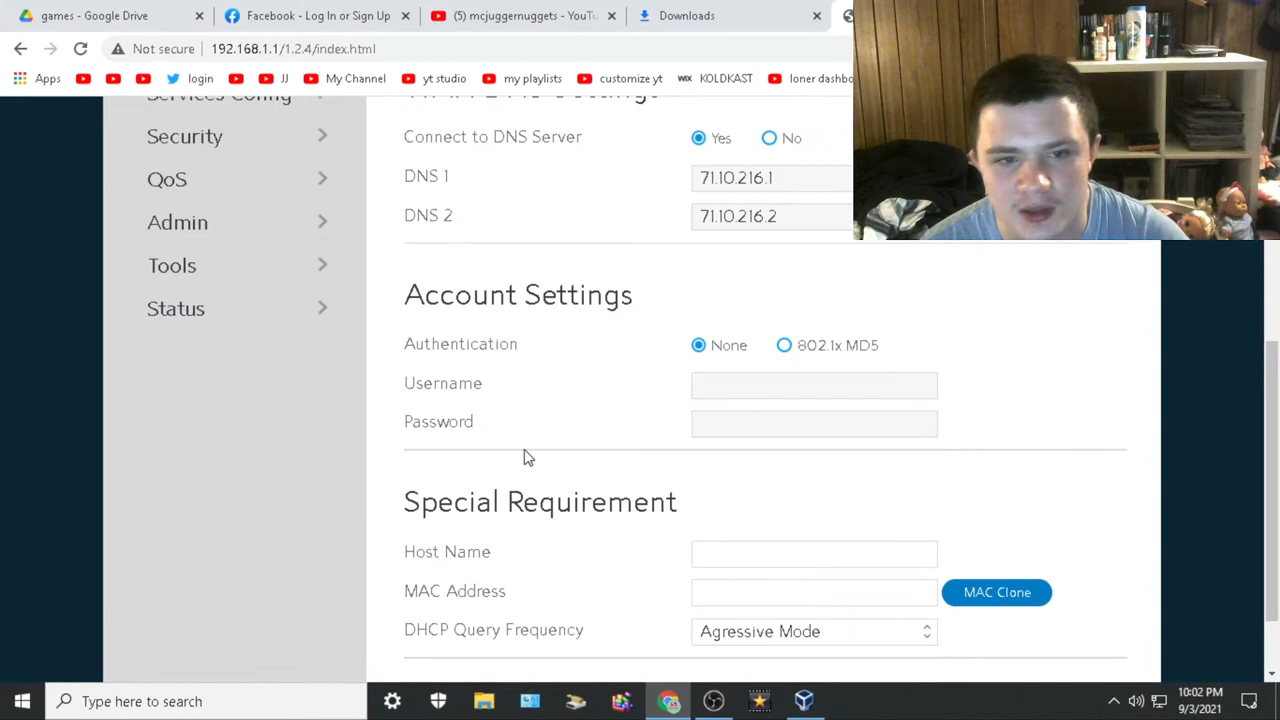 games - Google Drive
Facebook - Log In or Sign Up
(5) mcjuggernuggets - YouTu
Downloads
Not secure 192.168.1.1/1.2.4/index.html
Apps login JJ My Channel yt studio my playlists customize yt WIX KOLDKAST loner dashbo
Services Config
Security
QoS
Admin
Tools
Status
Connect to DNS Server Yes No
DNS 1 71.10.216.1
DNS 2 71.10.216.2
Account Settings
Authentication None 802.1x MD5
Username
Password
Special Requirement
Host Name
MAC Address MAC Clone
DHCP Query Frequency Agressive Mode
Type here to search
10:02 PM
9/3/2021